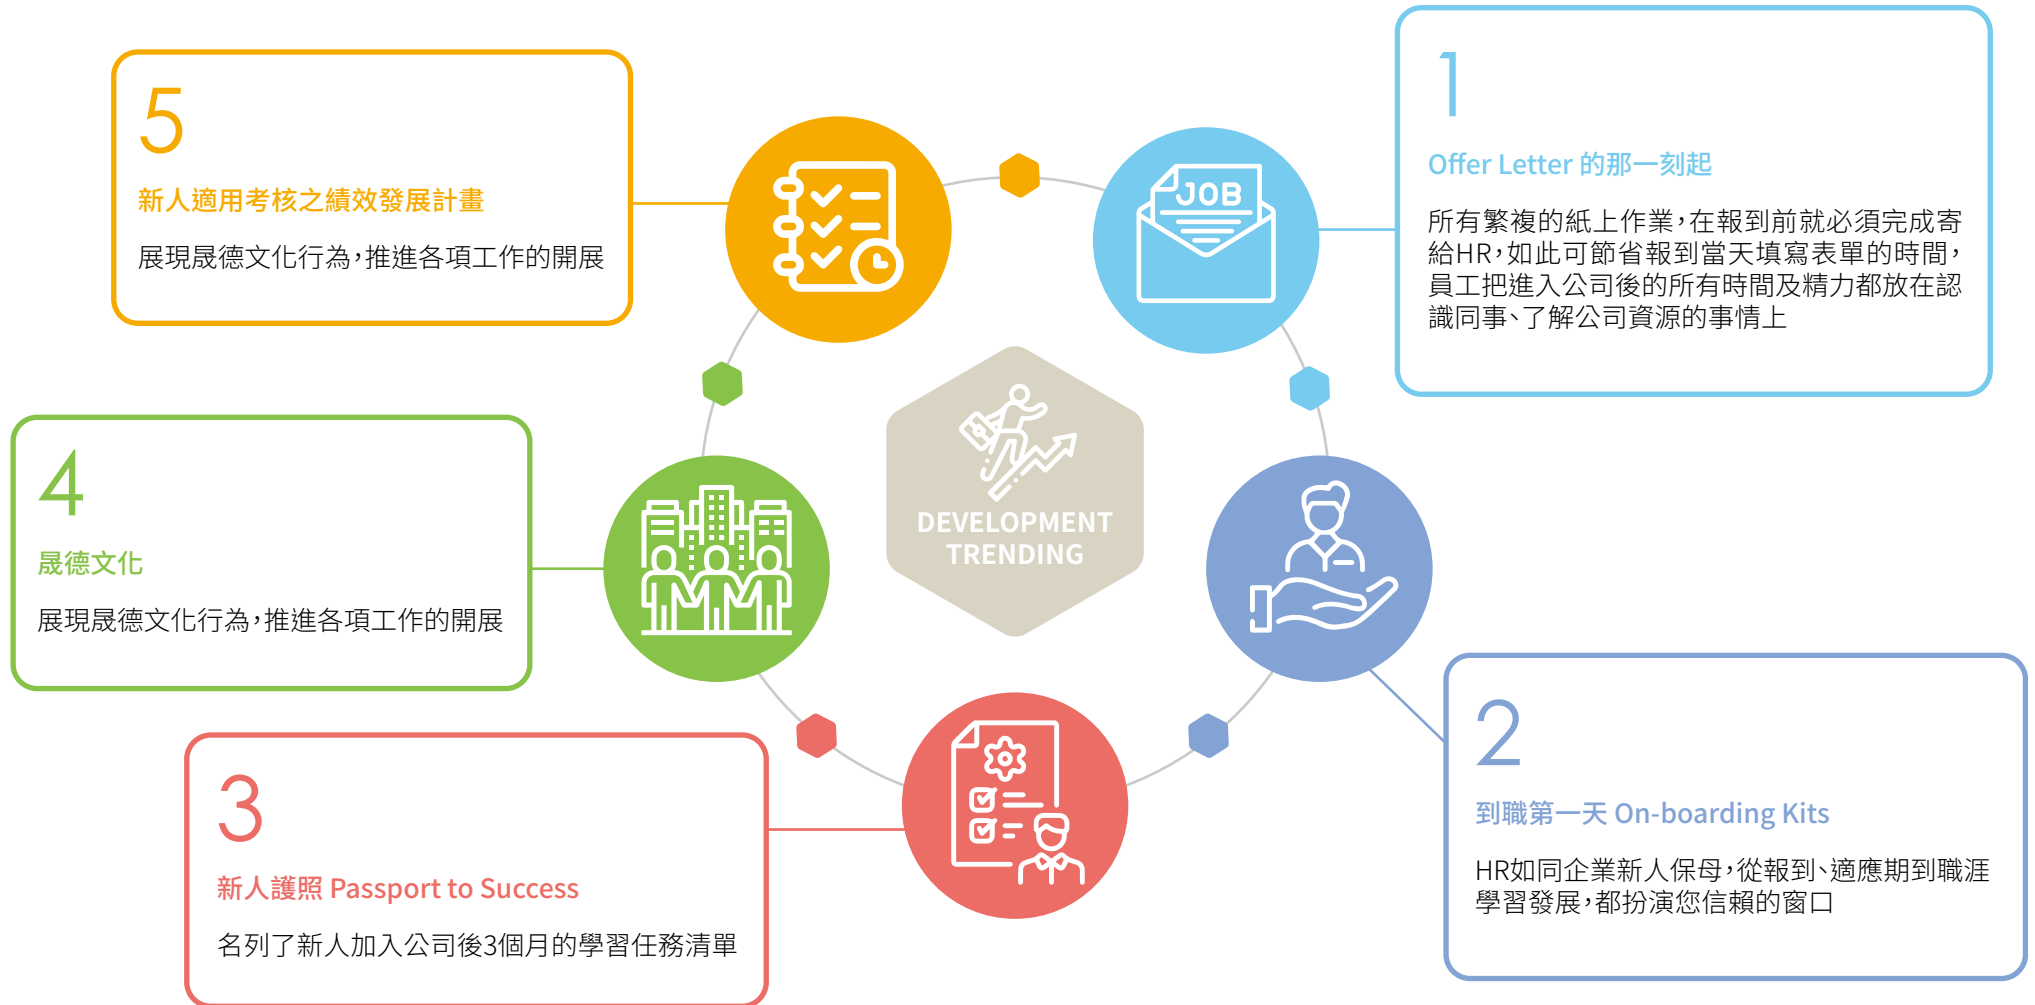 1
Offer Letter 的那一刻起
所有繁複的紙上作業，在報到前就必須完成寄
給HR，如此可節省報到當天填寫表單的時間，
員工把進入公司後的所有時間及精力都放在認
識同事、了解公司資源的事情上
JOB
2
到職第一天 On-boarding Kits
HR如同企業新人保母，從報到、適應期到職涯
學習發展，都扮演您信賴的窗口
3
新人護照 Passport to Success
名列了新人加入公司後3個月的學習任務清單
4
晟德文化
展現晟德文化行為，推進各項工作的開展
5
新人適用考核之績效發展計畫
展現晟德文化行為，推進各項工作的開展
DEVELOPMENT
TRENDING